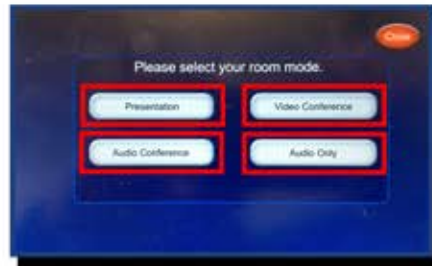 Close
Please select your room mode.
Presentation
Video Conference
Audio Conference
Audio Only